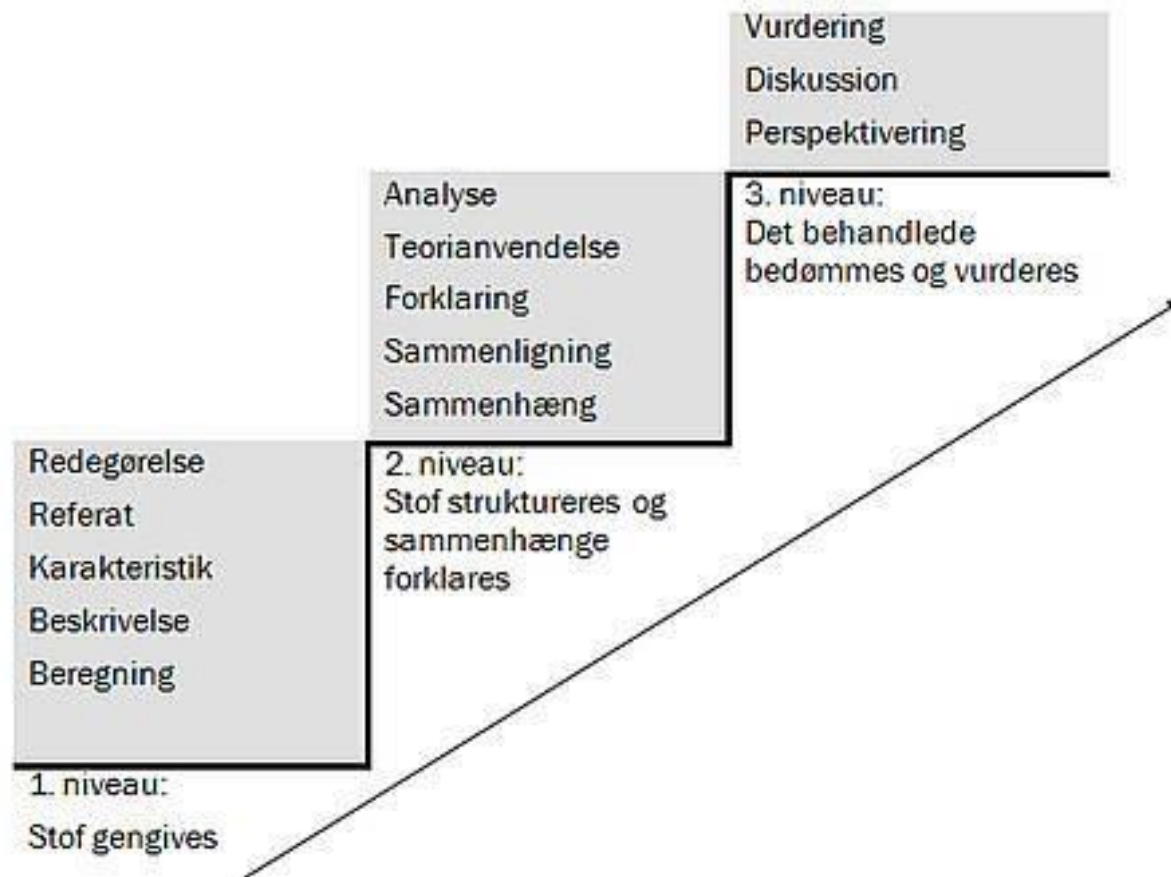 Vurdering
Diskussion
Perspektivering
3. niveau:
Det behandlede
bedømmes og vurderes
Analyse
Teorianvendelse
Forklaring
Sammenligning
Sammenhæng
2. niveau:
Stof struktureres og
sammenhænge
forklares
Redegørelse
Referat
Karakteristik
Beskrivelse
Beregning
1. niveau:
Stof gengives